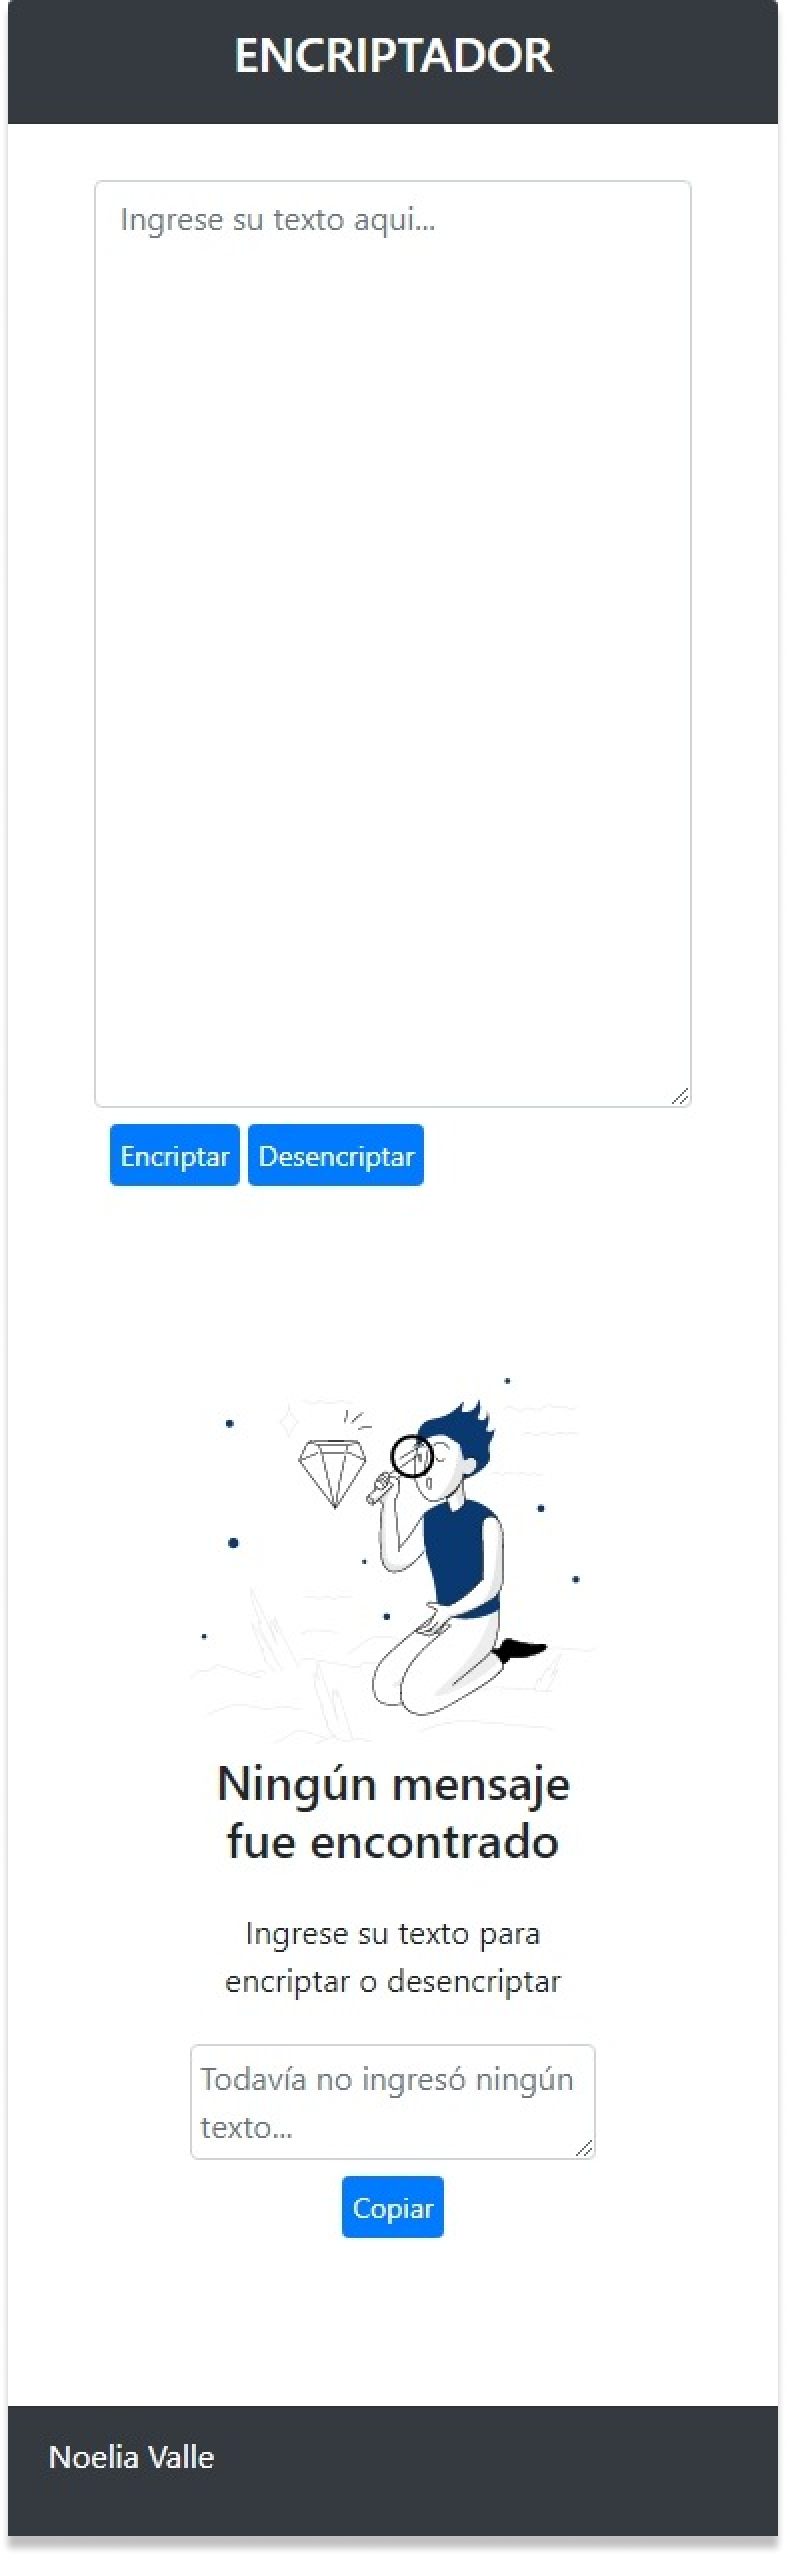 ENCRIPTADOR
Ingrese su texto aqui...
Encriptar Desencriptar
Ningún mensaje
fue encontrado
Ingrese su texto para
encriptar o desencriptar
Todavía no ingresó ningún
texto...
Copiar
Noelia Valle